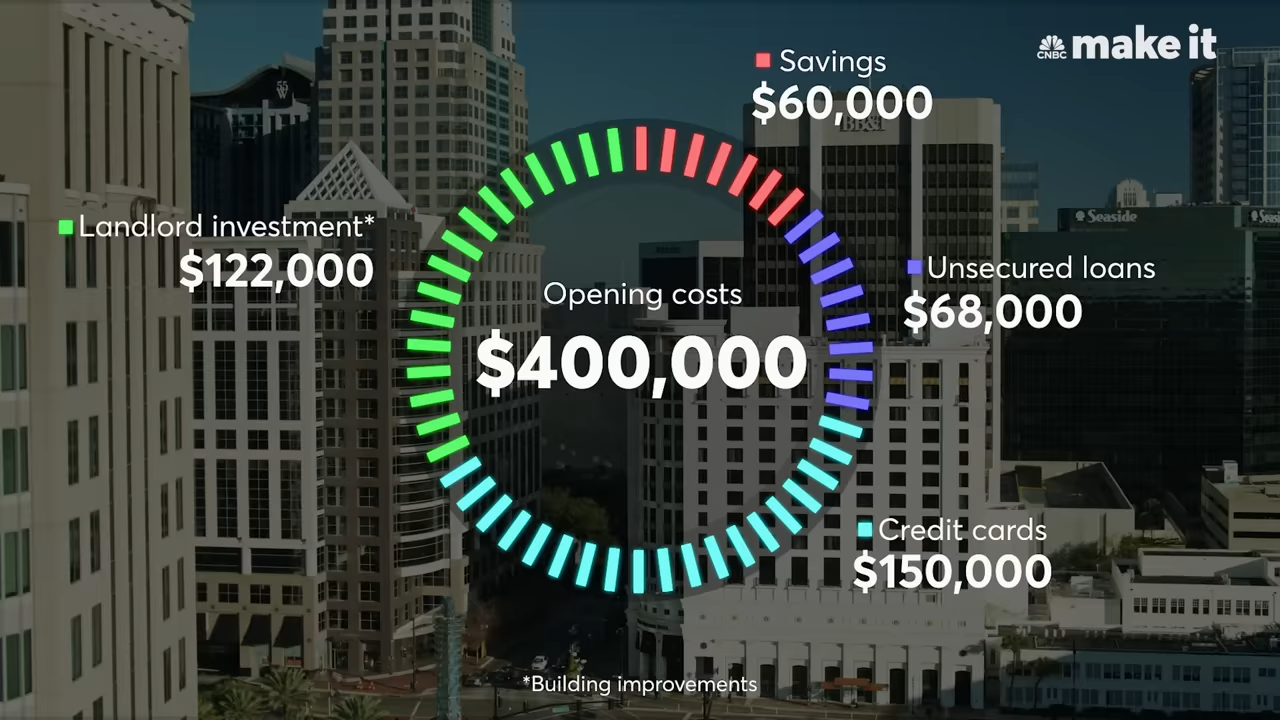 CNBC make it
Savings
$60,000
BB&T
Seaside
Landlord investment*
$122,000
Unsecured loans
$68,000
Opening costs
$400,000
Credit cards
$150,000
*Building improvements